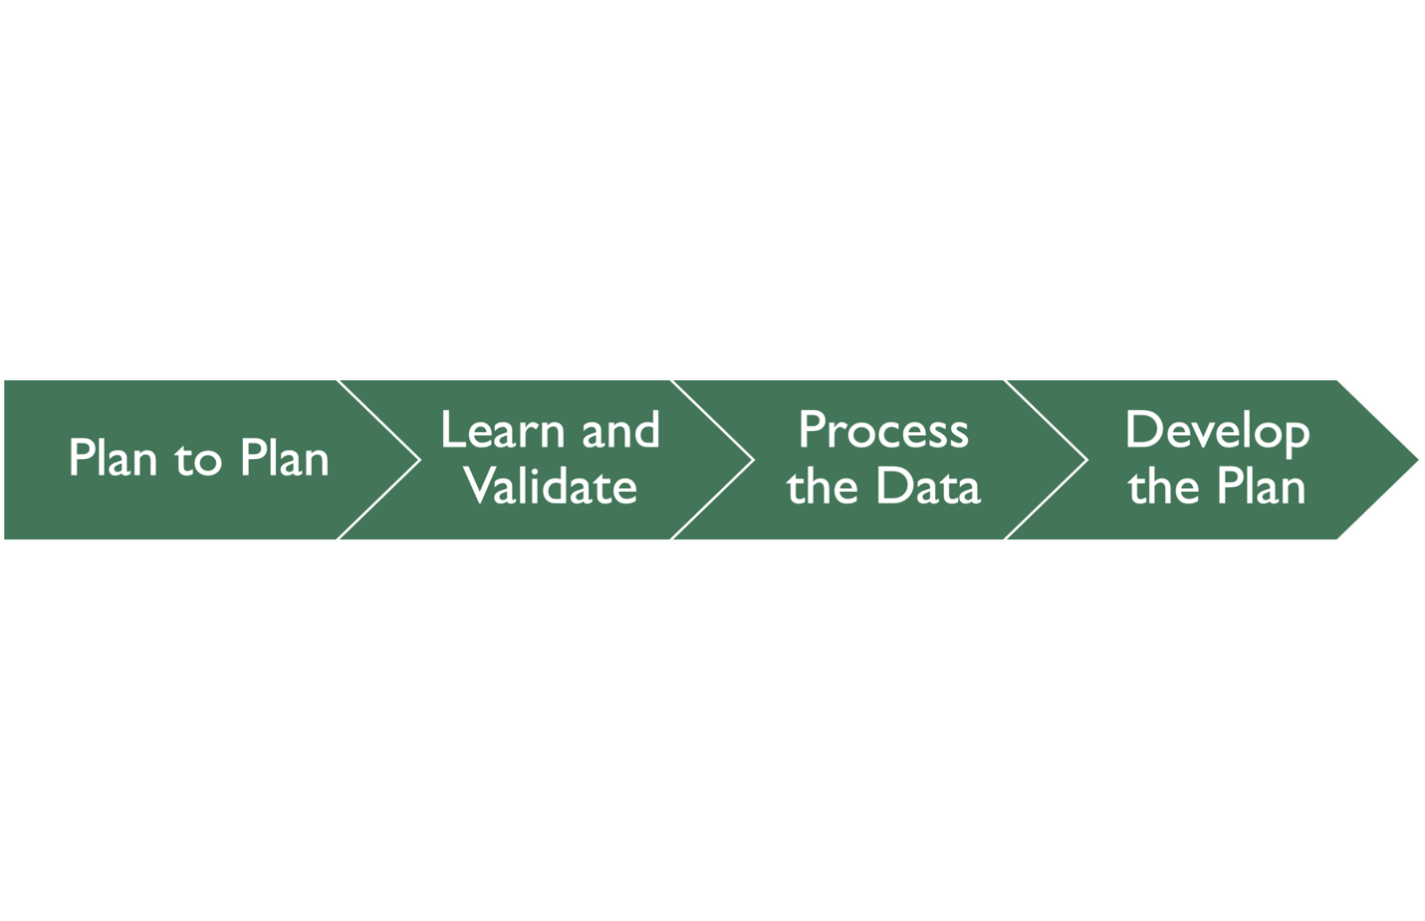 Plan to Plan
Learn and
Validate
Process
the Data
Develop
the Plan